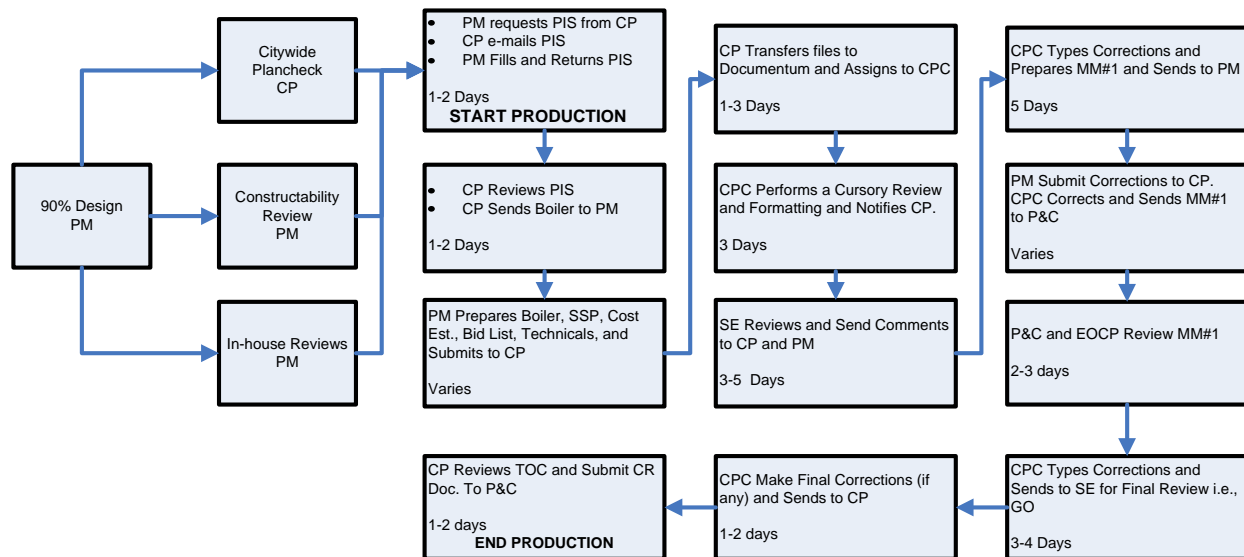 90% Design
PM
Citywide
Plancheck
CP
Constructability
Review
PM
In-house Reviews
PM
• PM requests PIS from CP
• CP e-mails PIS
• PM Fills and Returns PIS
1-2 Days
START PRODUCTION
• CP Reviews PIS
• CP Sends Boiler to PM
1-2 Days
PM Prepares Boiler, SSP, Cost
Est., Bid List, Technicals, and
Submits to CP
Varies
CP Transfers files to
Documentum and Assigns to CPC
1-3 Days
CPC Performs a Cursory Review
and Formatting and Notifies CP.
3 Days
SE Reviews and Send Comments
to CP and PM
3-5 Days
CPC Types Corrections and
Prepares MM#1 and Sends to PM
5 Days
PM Submit Corrections to CP.
CPC Corrects and Sends MM#1
to P&C
Varies
P&C and EOCP Review MM#1
2-3 days
CPC Types Corrections and
Sends to SE for Final Review i.e.,
GO
3-4 Days
CPC Make Final Corrections (if
any) and Sends to CP
1-2 days
CP Reviews TOC and Submit CR
Doc. To P&C
1-2 days
END PRODUCTION